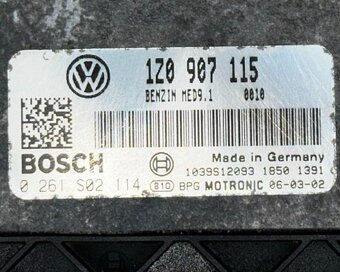 1Z0 907 115
BENZIN MED9.1 0010
Made in Germany
BOSCH
1039S12093 1850 1391
0 261 S02 114 810 BPG MOTRONIC 06-03-02